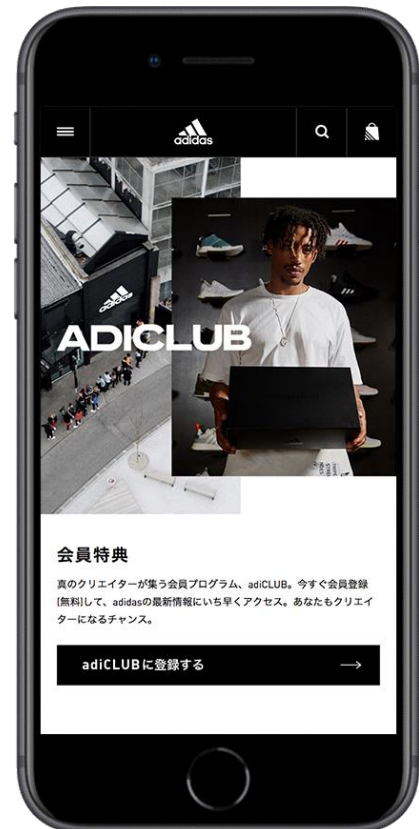 adidas
adidas
ADICLUB
会員特典
真のクリエイターが集う会員プログラム、adiCLUB。今すぐ会員登録
[無料]して、adidasの最新情報にいち早くアクセス。あなたもクリエイ
ターになるチャンス。
adiCLUBに登録する